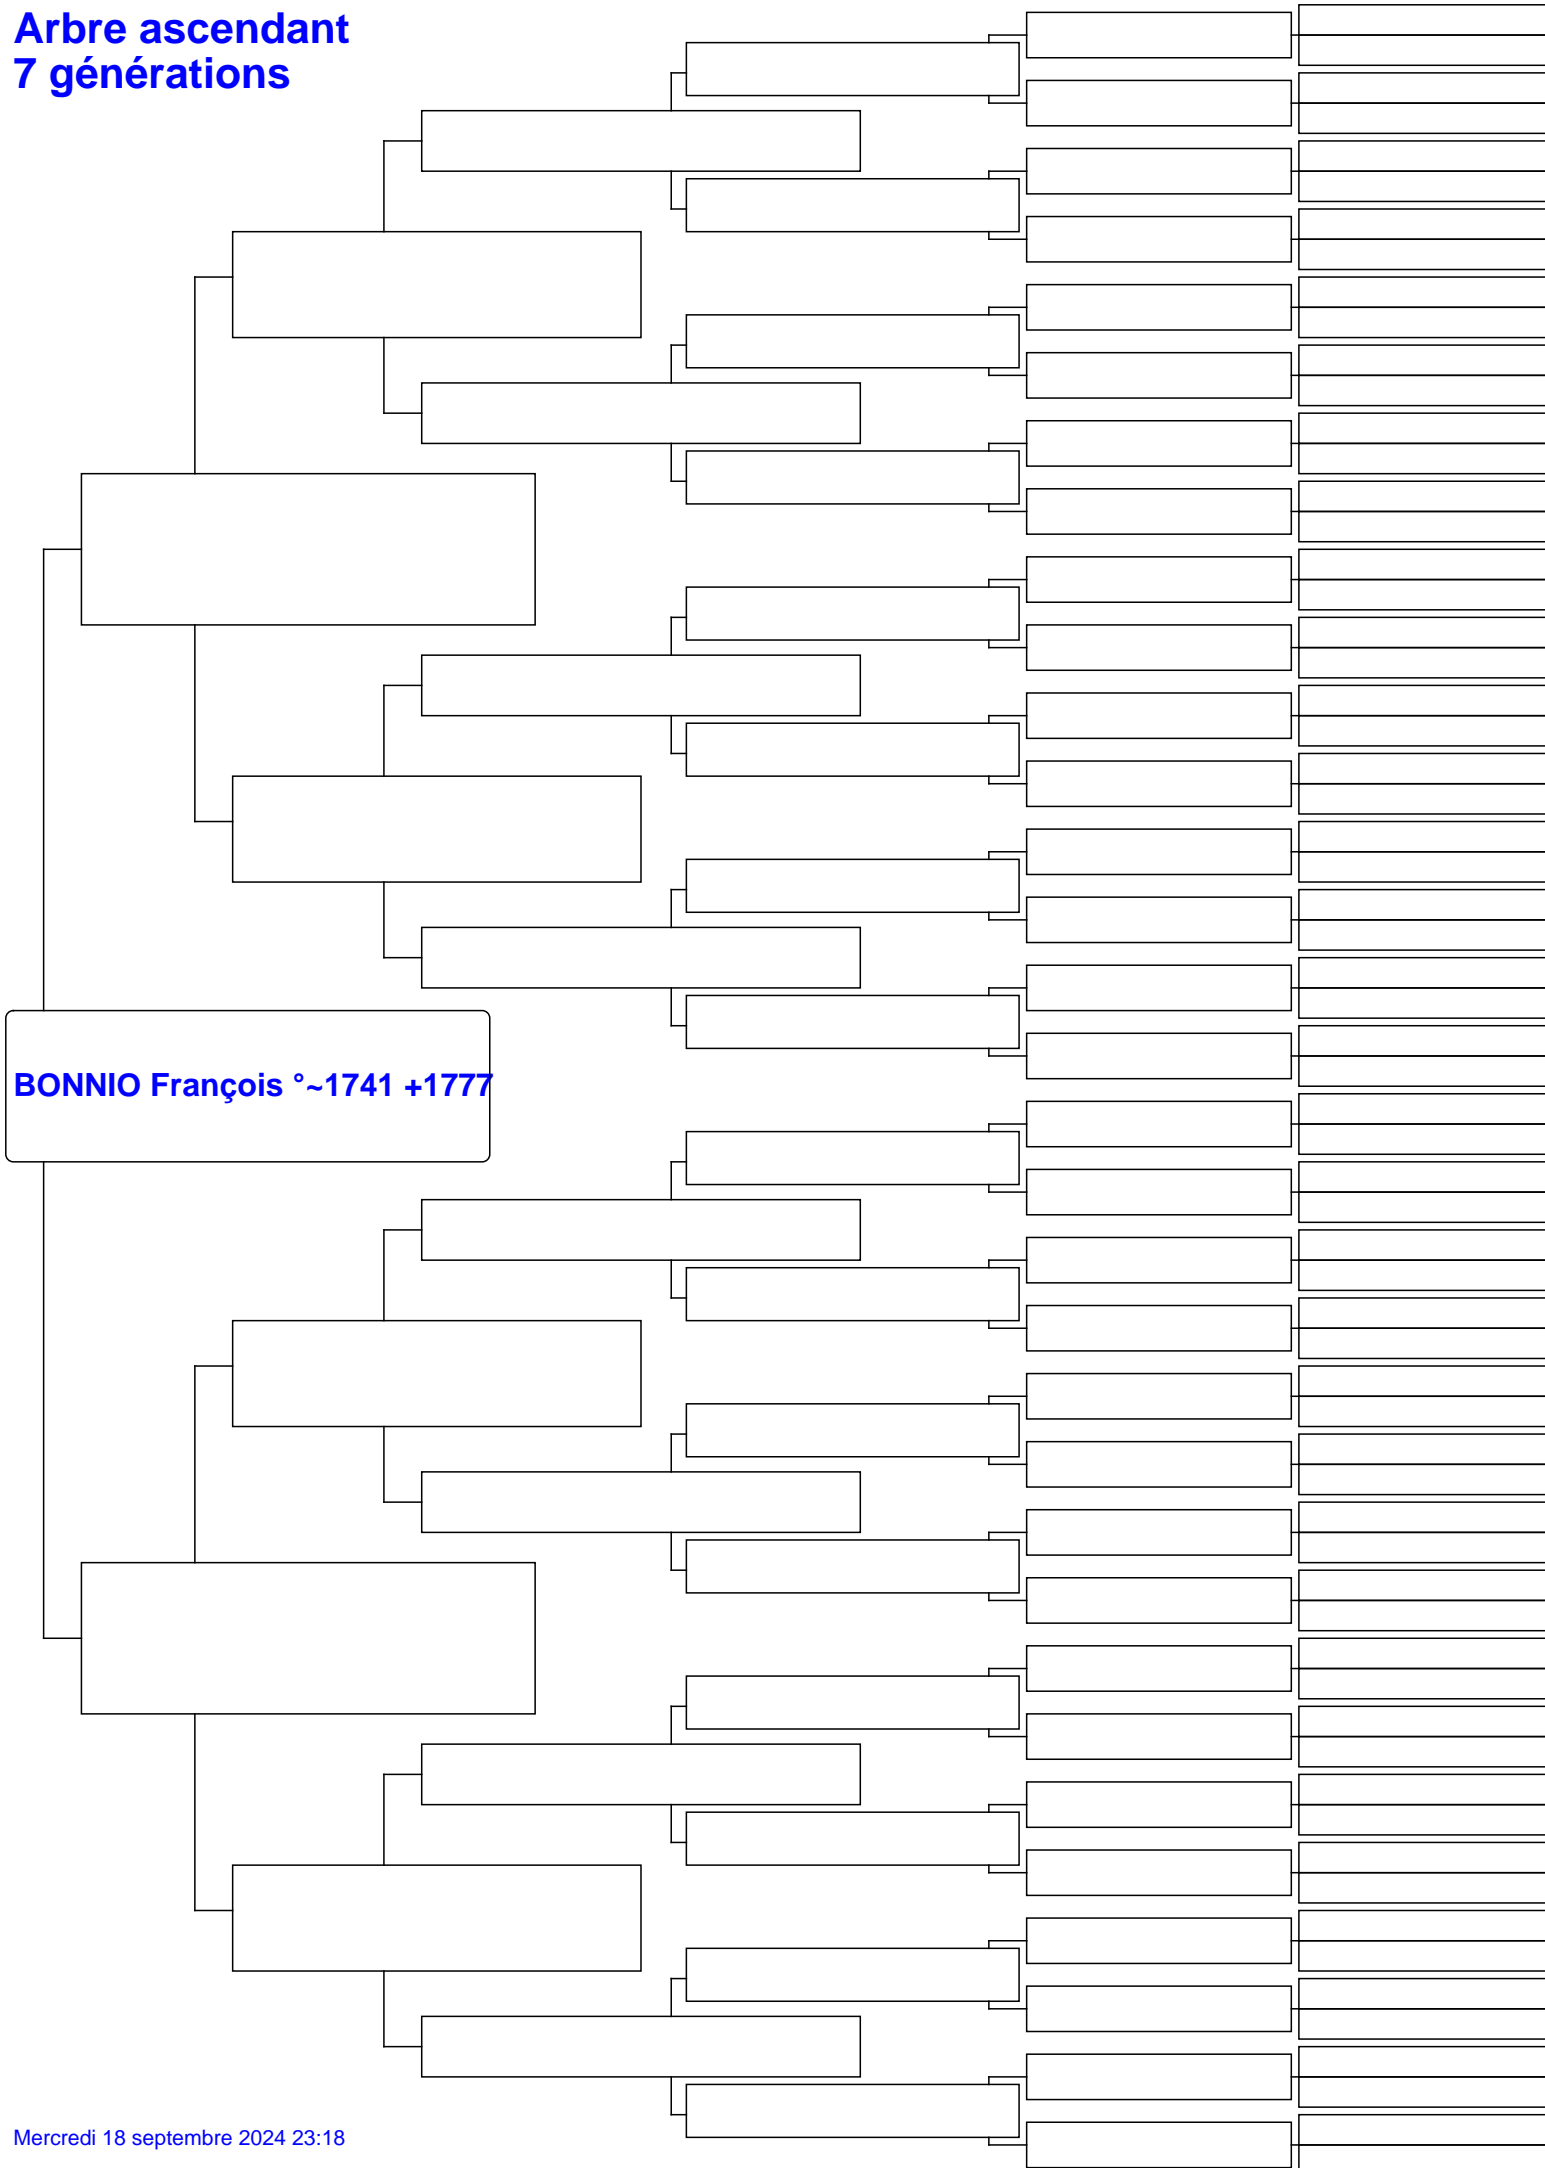 Arbre ascendant
7 générations
BONNIO François °~1741 +1777
Mercredi 18 septembre 2024 23:18